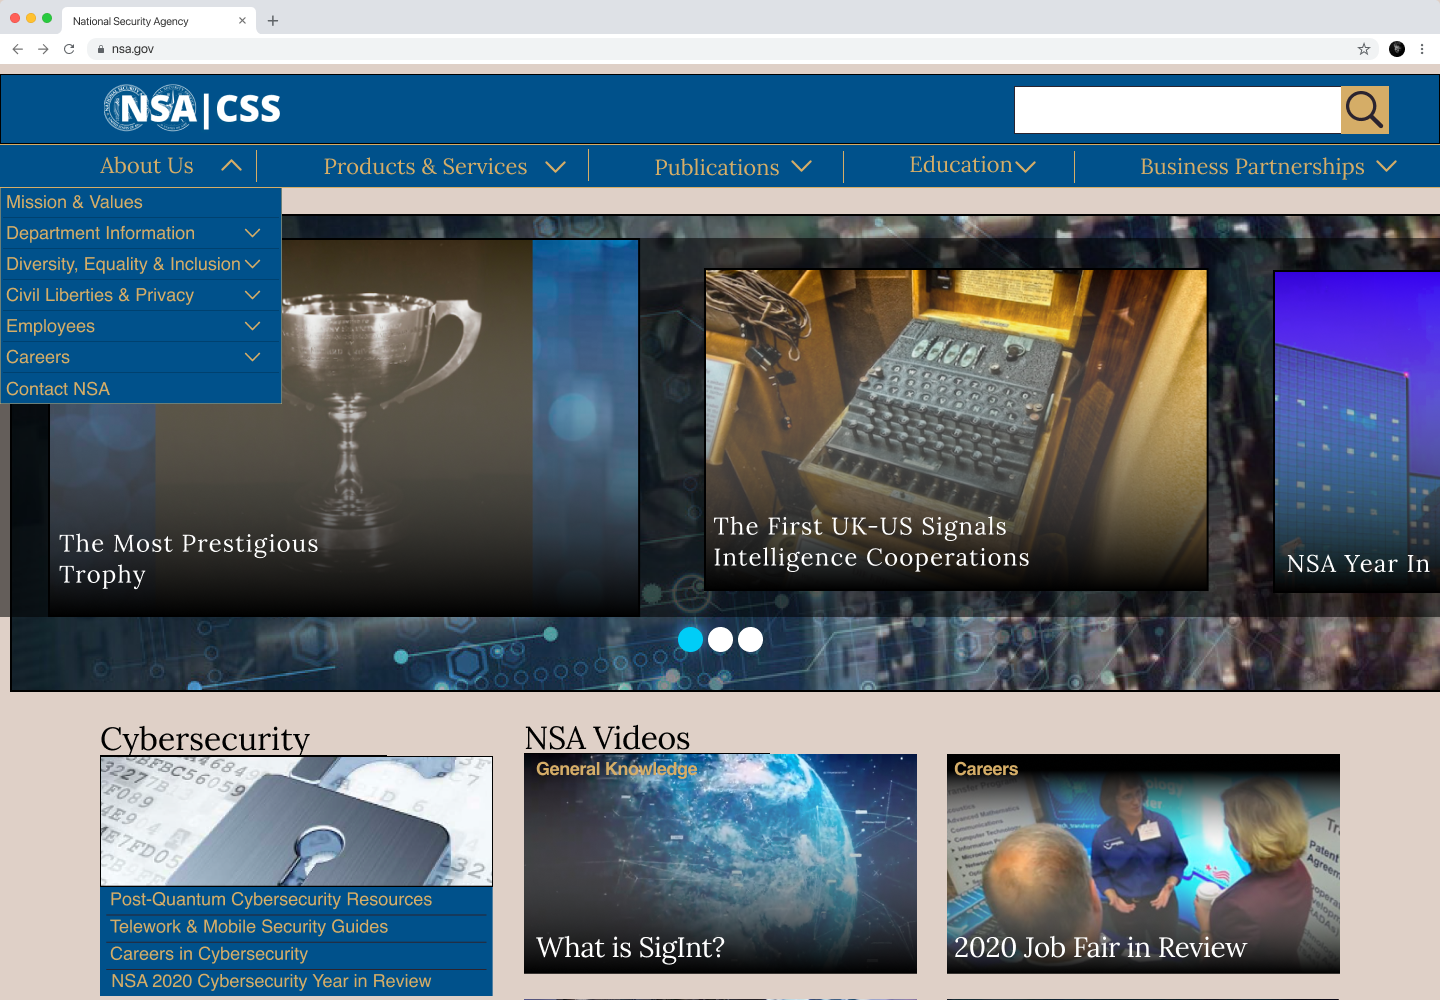 National Security Agency
nsa.gov
NSA|CSS
About Us
Products & Services
Publications
Education
Business Partnerships
Mission & Values
Department Information
Diversity, Equality & Inclusion
Civil Liberties & Privacy
Employees
Careers
Contact NSA
The Most Prestigious
Trophy
The First UK-US Signals
Intelligence Cooperations
NSA Year In
Cybersecurity
Post-Quantum Cybersecurity Resources
Telework & Mobile Security Guides
Careers in Cybersecurity
NSA 2020 Cybersecurity Year in Review
NSA Videos
General Knowledge
What is SigInt?
Careers
Advanced Mathematics
Communications
2020 Job Fair in Review